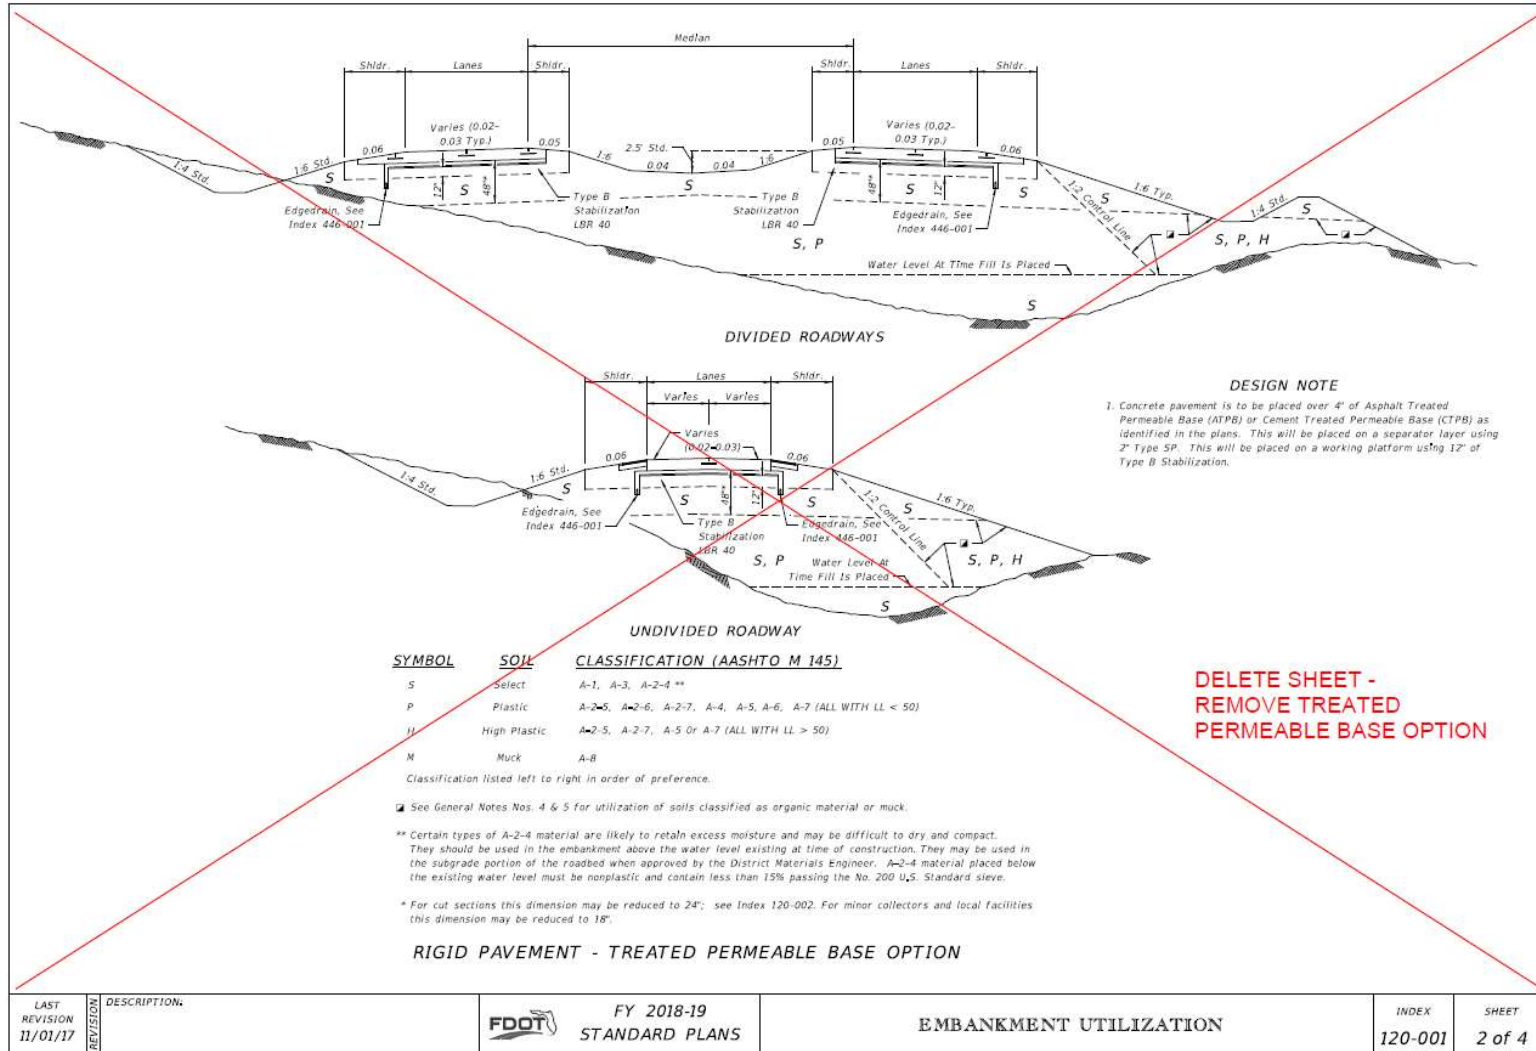 Median
Shldr. Lanes Shldr. Shldr. Lanes Shldr.
Varies (0.02-
0.03 Typ.)
Varies (0.02-
0.03 Typ.)
1:4 Std. 1:6 Std. 0.06 0.05 1:6 2.5' Std. 0.04 0.04 1:6 0.05 0.06
S S S S S S S
12" 48"* 48"* 12"
Edgedrain, See
Index 446-001
Type B
Stabilization
LBR 40
Type B
Stabilization
LBR 40
Edgedrain, See
Index 446-001
1:2 Control Line
1:6 Typ.
1:4 Std.
S
S, P
S, P, H
Water Level At Time Fill Is Placed
S
DIVIDED ROADWAYS
Shldr. Lanes Shldr.
Varies Varies
Varies
(0.02-0.03)
1:4 Std. 1:6 Std. 0.06 0.06
S S S S
48"* 12"
Edgedrain, See
Index 446-001
Type B
Stabilization
LBR 40
Edgedrain, See
Index 446-001
1:2 Control Line
1:6 Typ.
S, P
S, P, H
Water Level At
Time Fill Is Placed
S
UNDIVIDED ROADWAY
DESIGN NOTE
1. Concrete pavement is to be placed over 4" of Asphalt Treated
Permeable Base (ATPB) or Cement Treated Permeable Base (CTPB) as
identified in the plans. This will be placed on a separator layer using
2" Type SP. This will be placed on a working platform using 12" of
Type B Stabilization.
SYMBOL SOIL CLASSIFICATION (AASHTO M 145)
S Select A-1, A-3, A-2-4 **
P Plastic A-2-5, A-2-6, A-2-7, A-4, A-5, A-6, A-7 (ALL WITH LL < 50)
H High Plastic A-2-5, A-2-7, A-5 Or A-7 (ALL WITH LL > 50)
M Muck A-8
Classification listed left to right in order of preference.
See General Notes Nos. 4 & 5 for utilization of soils classified as organic material or muck.
** Certain types of A-2-4 material are likely to retain excess moisture and may be difficult to dry and compact.
They should be used in the embankment above the water level existing at time of construction. They may be used in
the subgrade portion of the roadbed when approved by the District Materials Engineer. A-2-4 material placed below
the existing water level must be nonplastic and contain less than 15% passing the No. 200 U.S. Standard sieve.
* For cut sections this dimension may be reduced to 24"; see Index 120-002. For minor collectors and local facilities
this dimension may be reduced to 18".
RIGID PAVEMENT - TREATED PERMEABLE BASE OPTION
DELETE SHEET -
REMOVE TREATED
PERMEABLE BASE OPTION
LAST
REVISION
11/01/17
REVISION
DESCRIPTION:
FDOT
FY 2018-19
STANDARD PLANS
EMBANKMENT UTILIZATION
INDEX
120-001
SHEET
2 of 4